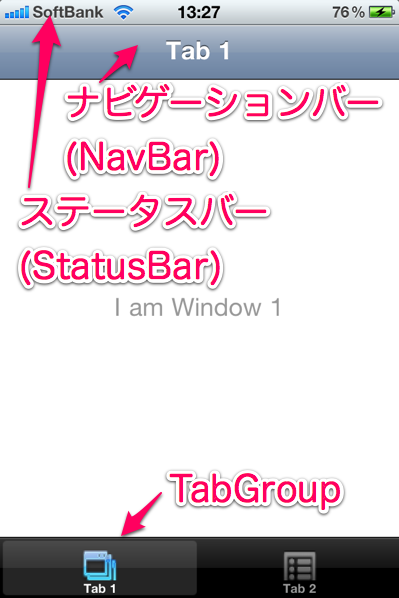 SoftBank 13:27 76%
Tab 1
ナビゲーションバー
(NavBar)
ステータスバー
(StatusBar)
I am Window 1
TabGroup
Tab 1 Tab 2